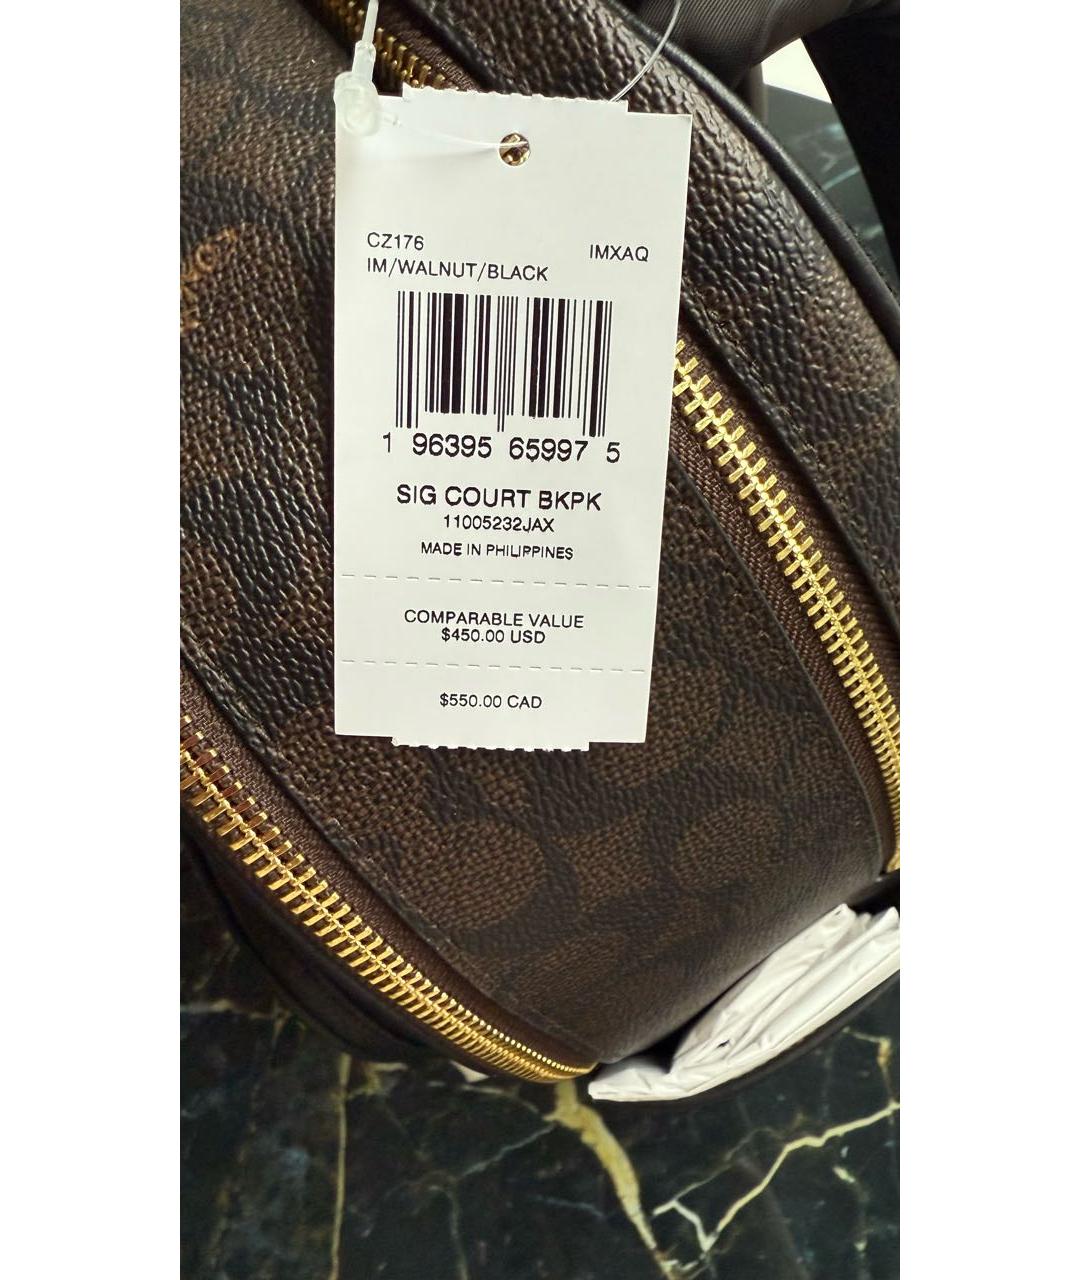 CZ176 IMXAQ
IM/WALNUT/BLACK
1 96395 65997 5
SIG COURT BKPK
11005232JAX
MADE IN PHILIPPINES
COMPARABLE VALUE
$450.00 USD
$550.00 CAD